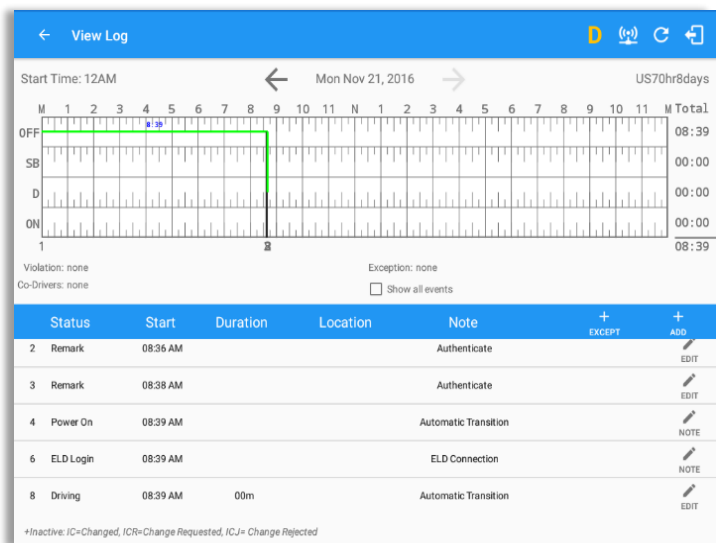 View Log D
Start Time: 12AM Mon Nov 21, 2016 US70hr8days
M 1 2 3 4 5 6 7 8 9 10 11 N 1 2 3 4 5 6 7 8 9 10 11 M Total
8:39
OFF 08:39
SB 00:00
D 00:00
ON 00:00
1 08:39
Violation: none Exception: none
Co-Drivers: none Show all events
Status Start Duration Location Note + EXCEPT + ADD
2 Remark 08:36 AM Authenticate EDIT
3 Remark 08:38 AM Authenticate EDIT
4 Power On 08:39 AM Automatic Transition NOTE
6 ELD Login 08:39 AM ELD Connection NOTE
8 Driving 08:39 AM 00m Automatic Transition EDIT
+Inactive: IC=Changed, ICR=Change Requested, ICJ= Change Rejected